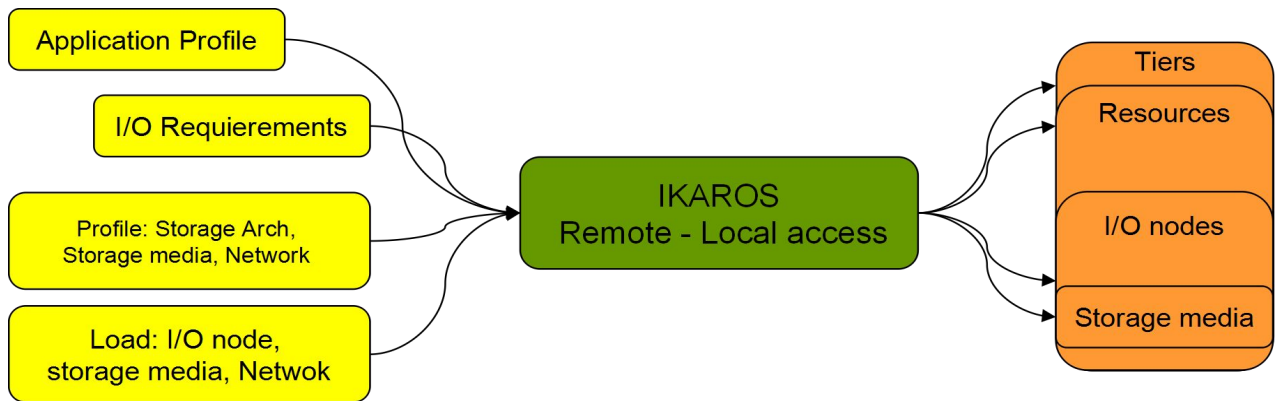 Application Profile
I/O Requierements
Profile: Storage Arch,
Storage media, Network
Load: I/O node,
storage media, Netwok
IKAROS
Remote - Local access
Tiers
Resources
I/O nodes
Storage media